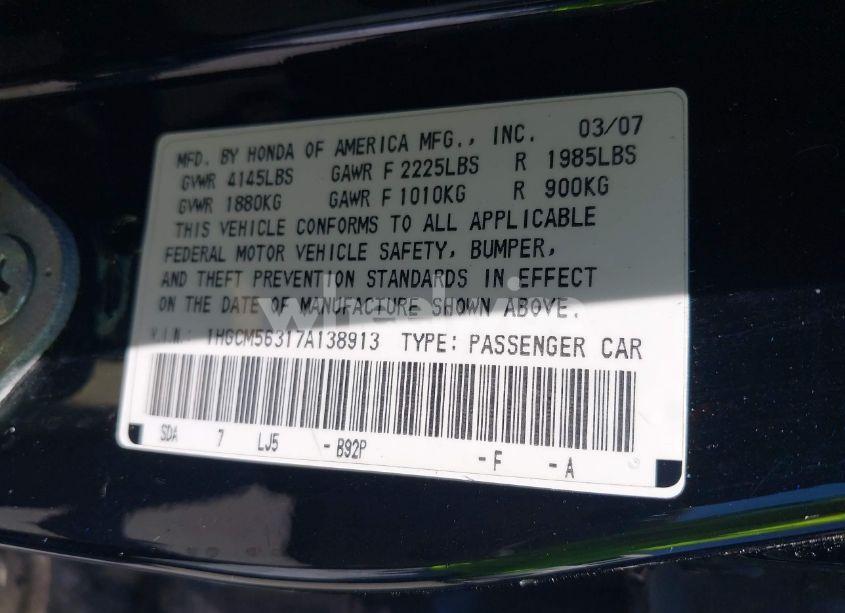 MFD. BY HONDA OF AMERICA MFG., INC. 03/07
GVWR 4145LBS GAWR F 2225LBS R 1985LBS
GVWR 1880KG GAWR F 1010KG R 900KG
THIS VEHICLE CONFORMS TO ALL APPLICABLE
FEDERAL MOTOR VEHICLE SAFETY, BUMPER,
AND THEFT PREVENTION STANDARDS IN EFFECT
ON THE DATE OF MANUFACTURE SHOWN ABOVE.
wheelvin
V.I.N.: 1HGCM56317A138913 TYPE: PASSENGER CAR
SDA 7 LJ5 - B92P - F - A